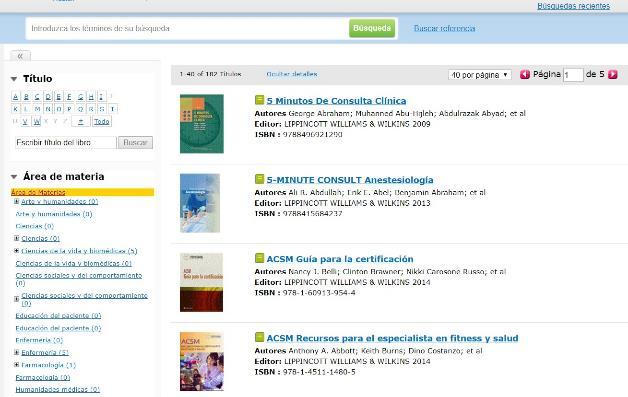 Búsquedas recientes
Introduzca los términos de su búsqueda
Búsqueda
Buscar referencia
«
Título
A B C D E F G H I J
K L M N O P Q R S T
U V W X Y Z # Todo
Escribir título del libro Buscar
Área de materia
Área de Materias
Arte y humanidades (0)
Arte y humanidades (0)
Ciencias (0)
Ciencias (0)
Ciencias de la vida y biomédicas (5)
Ciencias de la vida y biomédicas (0)
Ciencias sociales y del comportamiento
(0)
Ciencias sociales y del comportamiento
(0)
Educación del paciente (0)
Educación del paciente (0)
Enfermería (0)
Enfermería (5)
Farmacología (1)
Farmacología (0)
Humanidades médicas (0)
1-40 of 182 Títulos
Ocultar detalles
40 por página
Página 1 de 5
5 Minutos De Consulta Clínica
Autores George Abraham; Muhanned Abu-Hijleh; Abdulrazak Abyad; et al
Editor: LIPPINCOTT WILLIAMS & WILKINS 2009
ISBN : 9788496921290
5-MINUTE CONSULT Anestesiología
Autores Ali R. Abdullah; Erik E. Abel; Benjamin Abraham; et al
Editor: LIPPINCOTT WILLIAMS & WILKINS 2013
ISBN : 9788415684237
ACSM Guía para la certificación
Autores Nancy J. Belli; Clinton Brawner; Nikki Carosone Russo; et al
Editor: LIPPINCOTT WILLIAMS & WILKINS 2014
ISBN : 978-1-60913-954-4
ACSM Recursos para el especialista en fitness y salud
Autores Anthony A. Abbott; Keith Burns; Dino Costanzo; et al
Editor: LIPPINCOTT WILLIAMS & WILKINS 2014
ISBN : 978-1-4511-1480-5